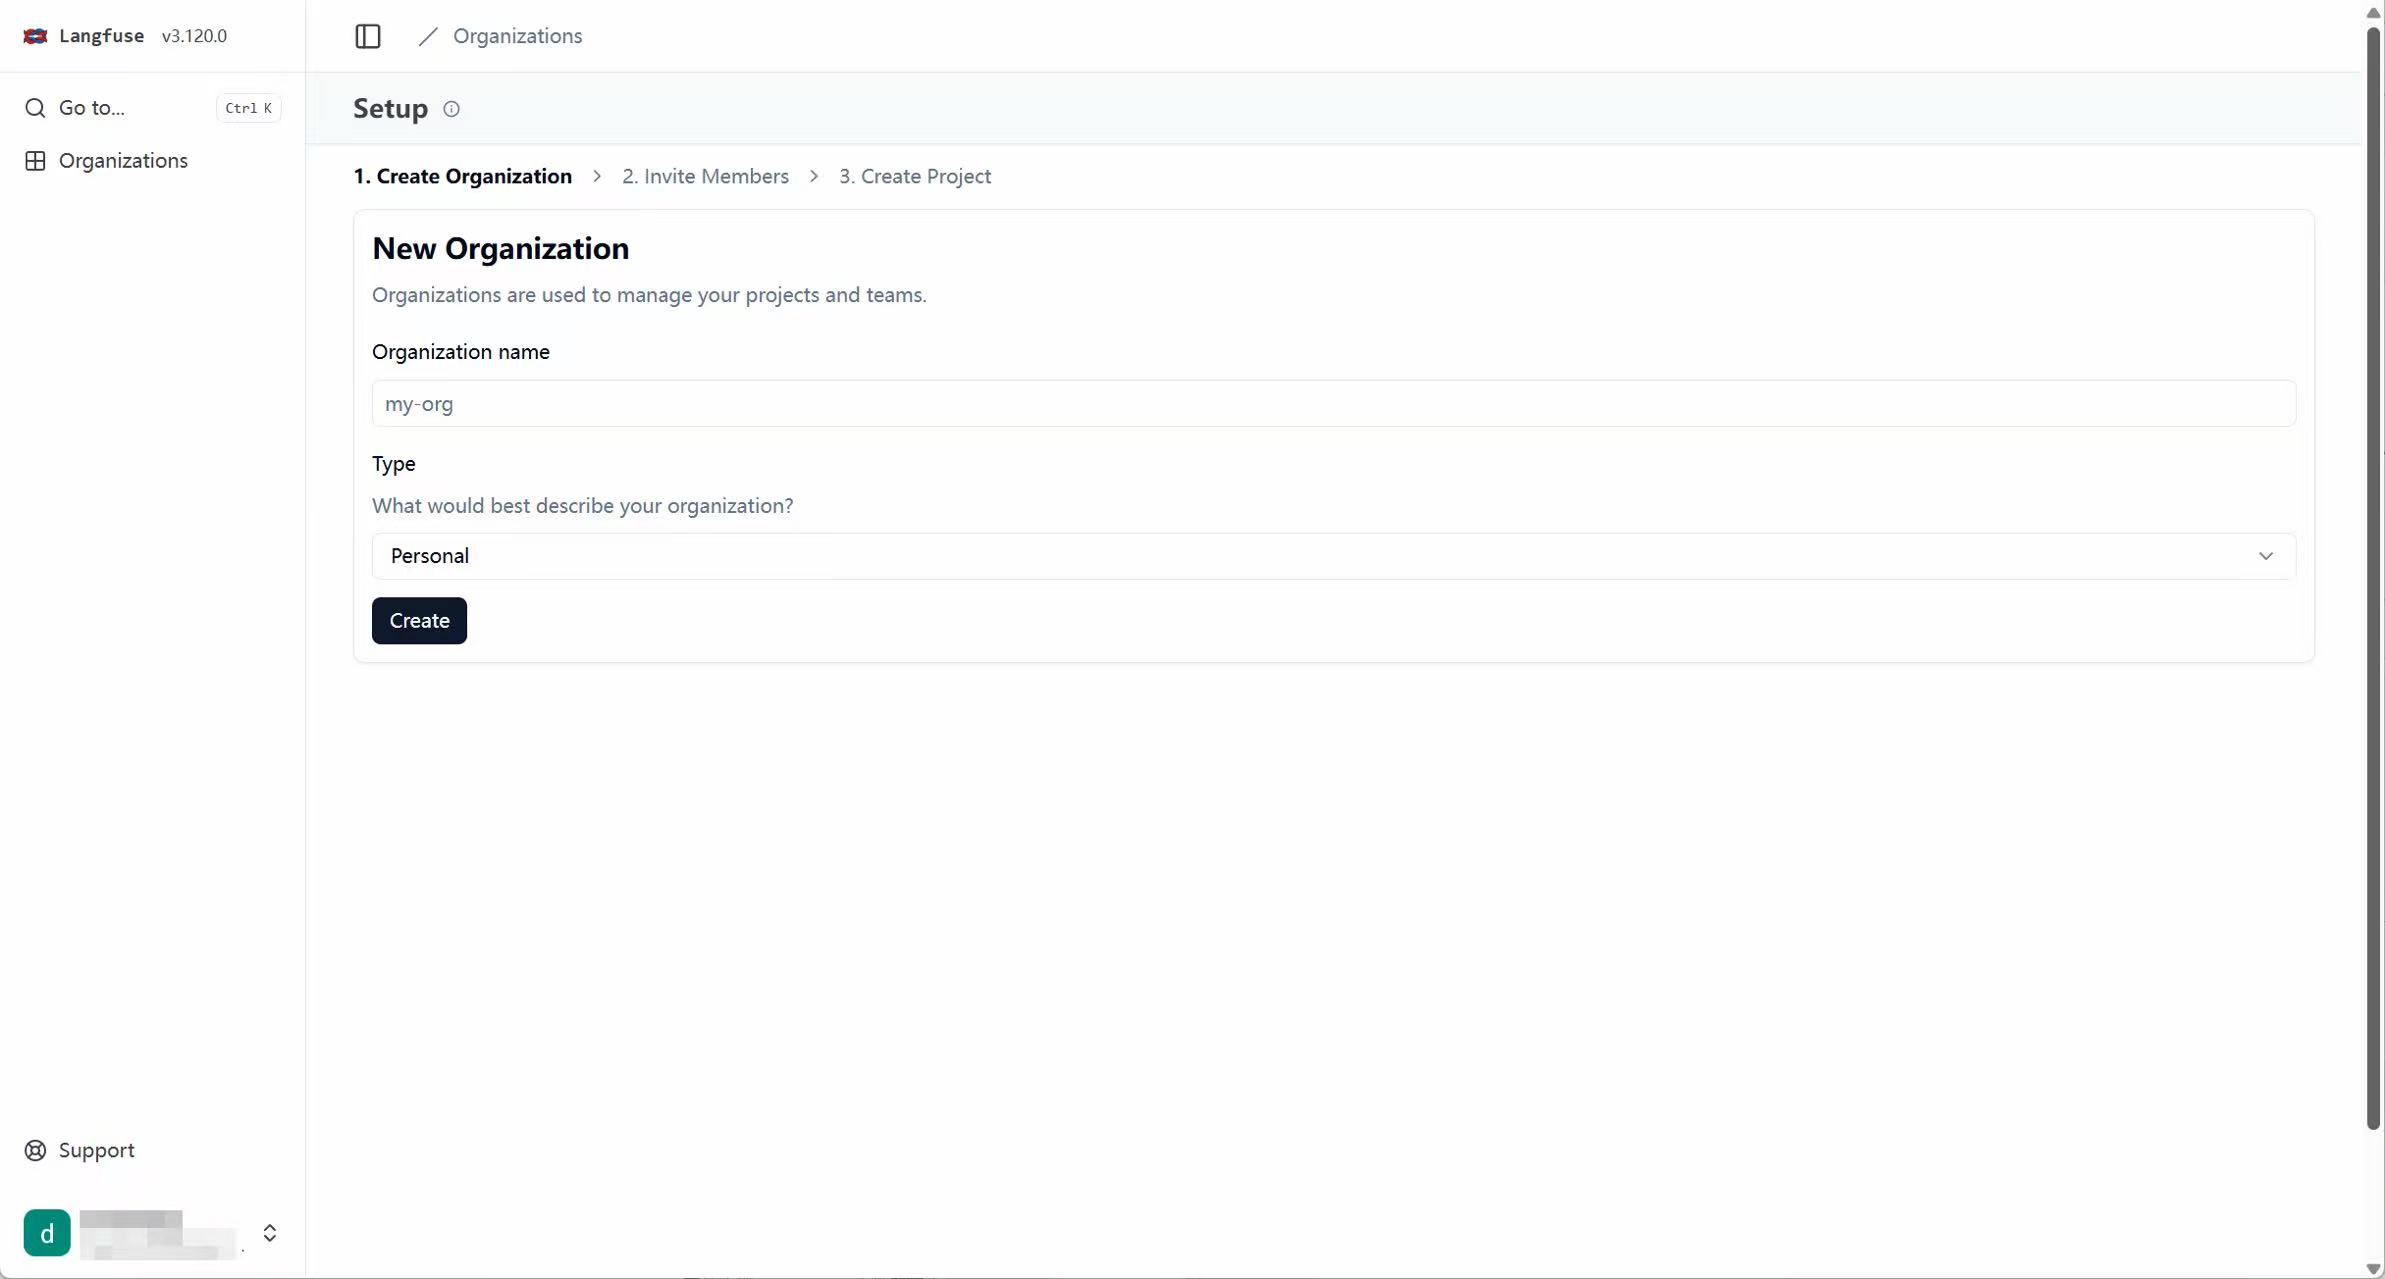 Langfuse v3.120.0
Go to... Ctrl K
Organizations
Support
d
Organizations
Setup
1. Create Organization 2. Invite Members 3. Create Project
New Organization
Organizations are used to manage your projects and teams.
Organization name
my-org
Type
What would best describe your organization?
Personal
Create